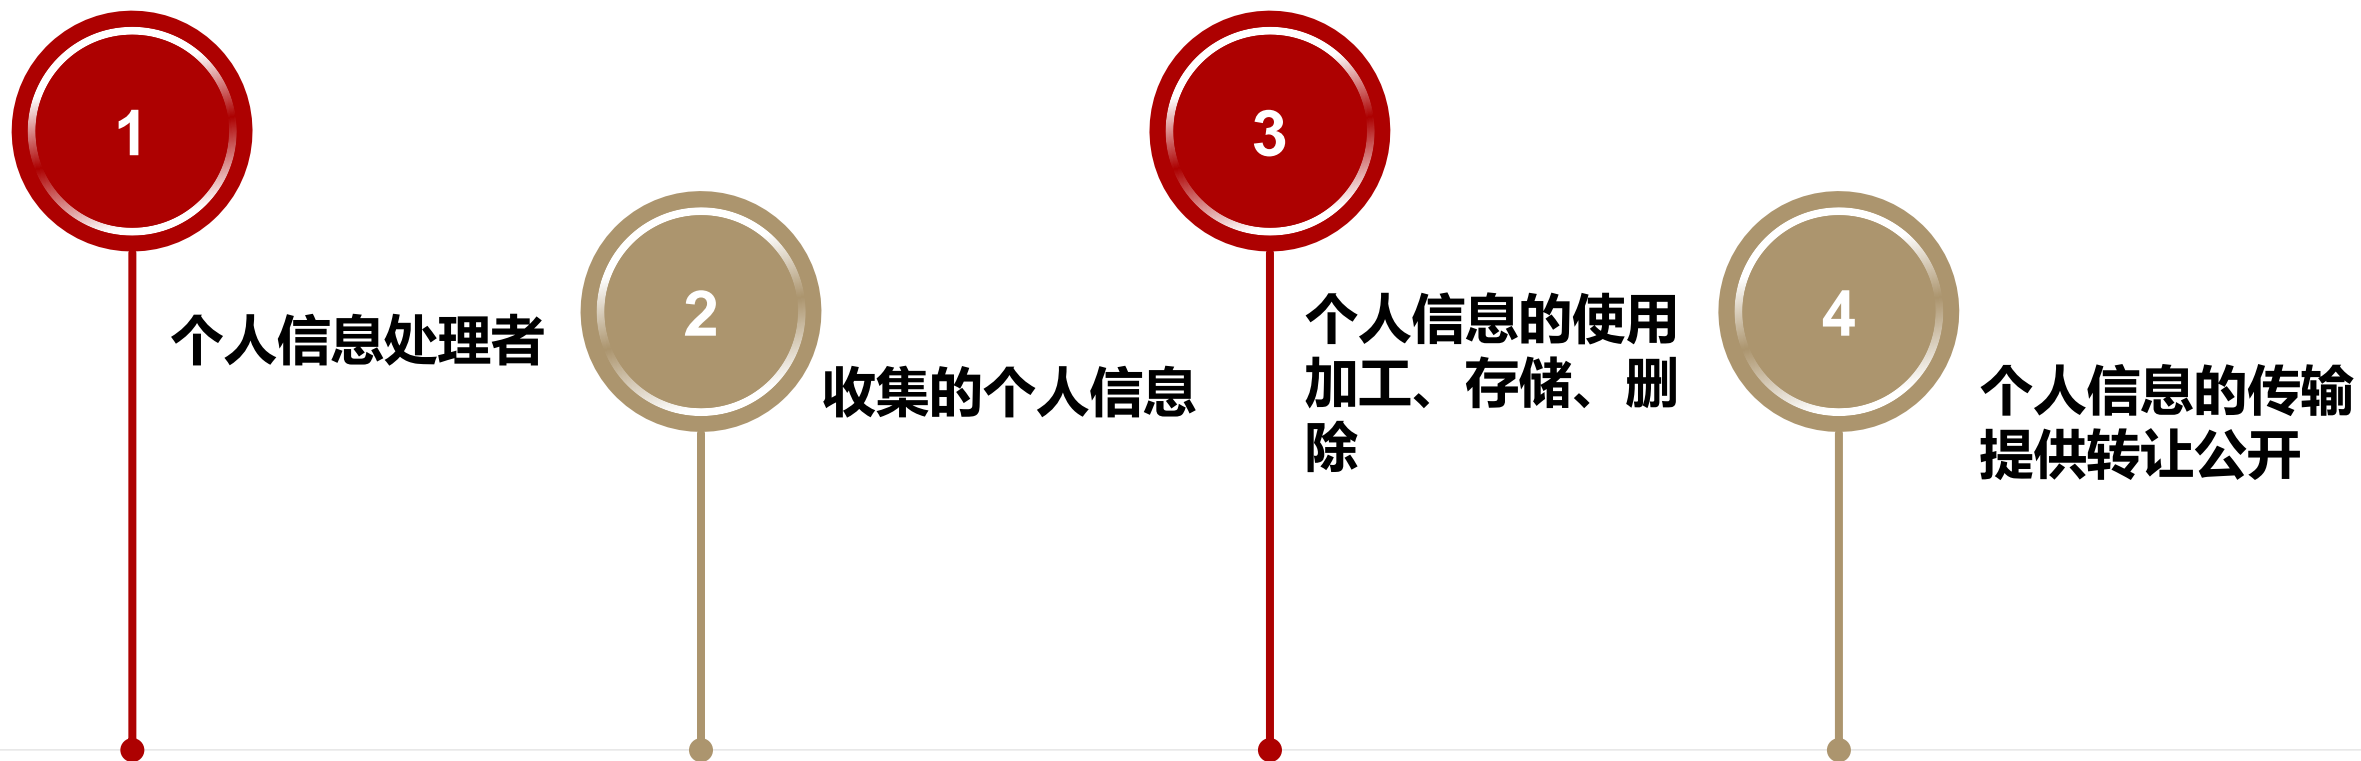 1
个人信息处理者
2
收集的个人信息
3
个人信息的使用
加工、存储、删
除
4
个人信息的传输
提供转让公开